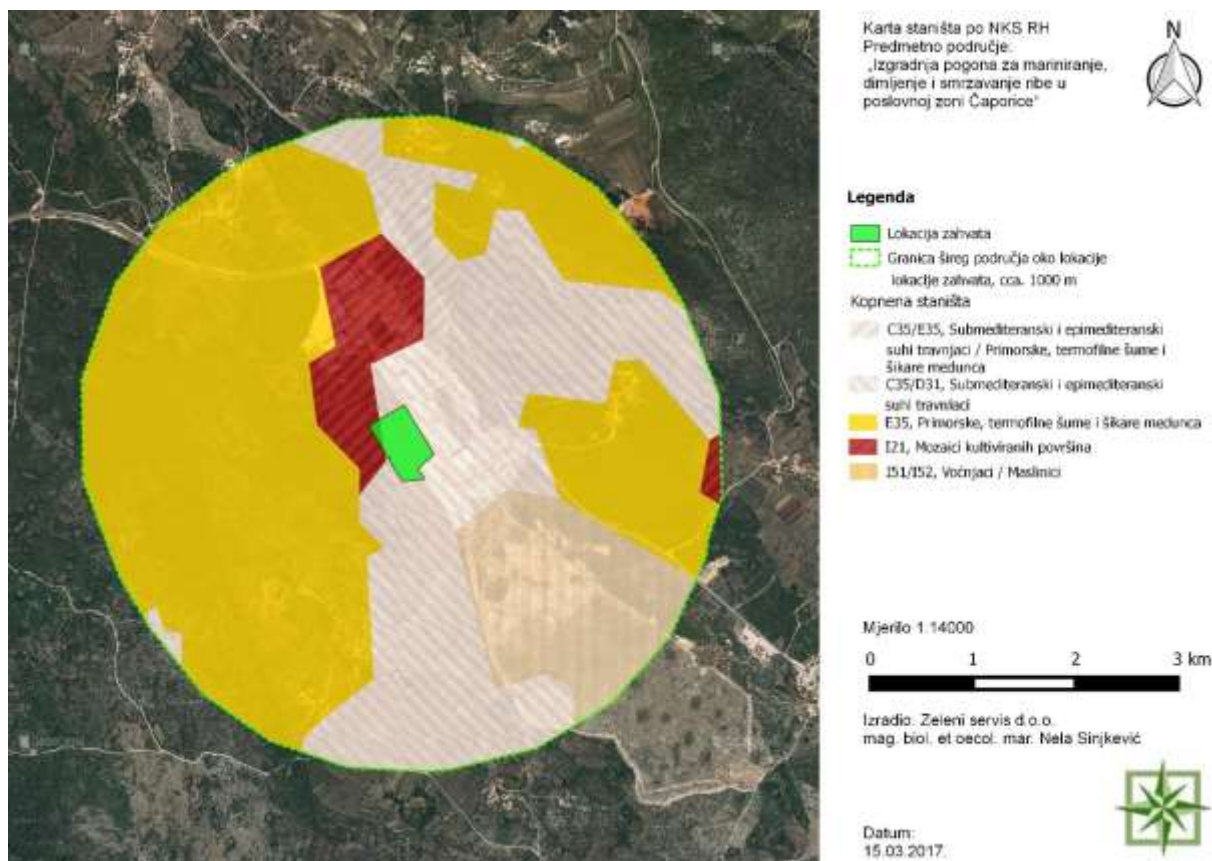 Karta staništa po NKS RH
Predmetno područje:
„Izgradnja pogona za mariniranje,
dimljenje i smrzavanje ribe u
poslovnoj zoni Čaporice"
N
Legenda
Lokacija zahvata
Granica šireg područja oko lokacije
lokacije zahvata, cca. 1000 m
Kopnena staništa
C35/E35, Submediteranski i epimediteranski
suhi travnjaci / Primorske, termofilne šume i
šikare medunca
C35/D31, Submediteranski i epimediteranski
suhi travnjaci
E35, Primorske, termofilne šume i šikare medunca
I21, Mozaici kultiviranih površina
I51/I52, Voćnjaci / Maslinici
Mjerilo 1:14000
0 1 2 3 km
Izradio: Zeleni servis d.o.o.
mag. biol. et oecol. mar. Nela Sinjkević
Datum:
15.03.2017.